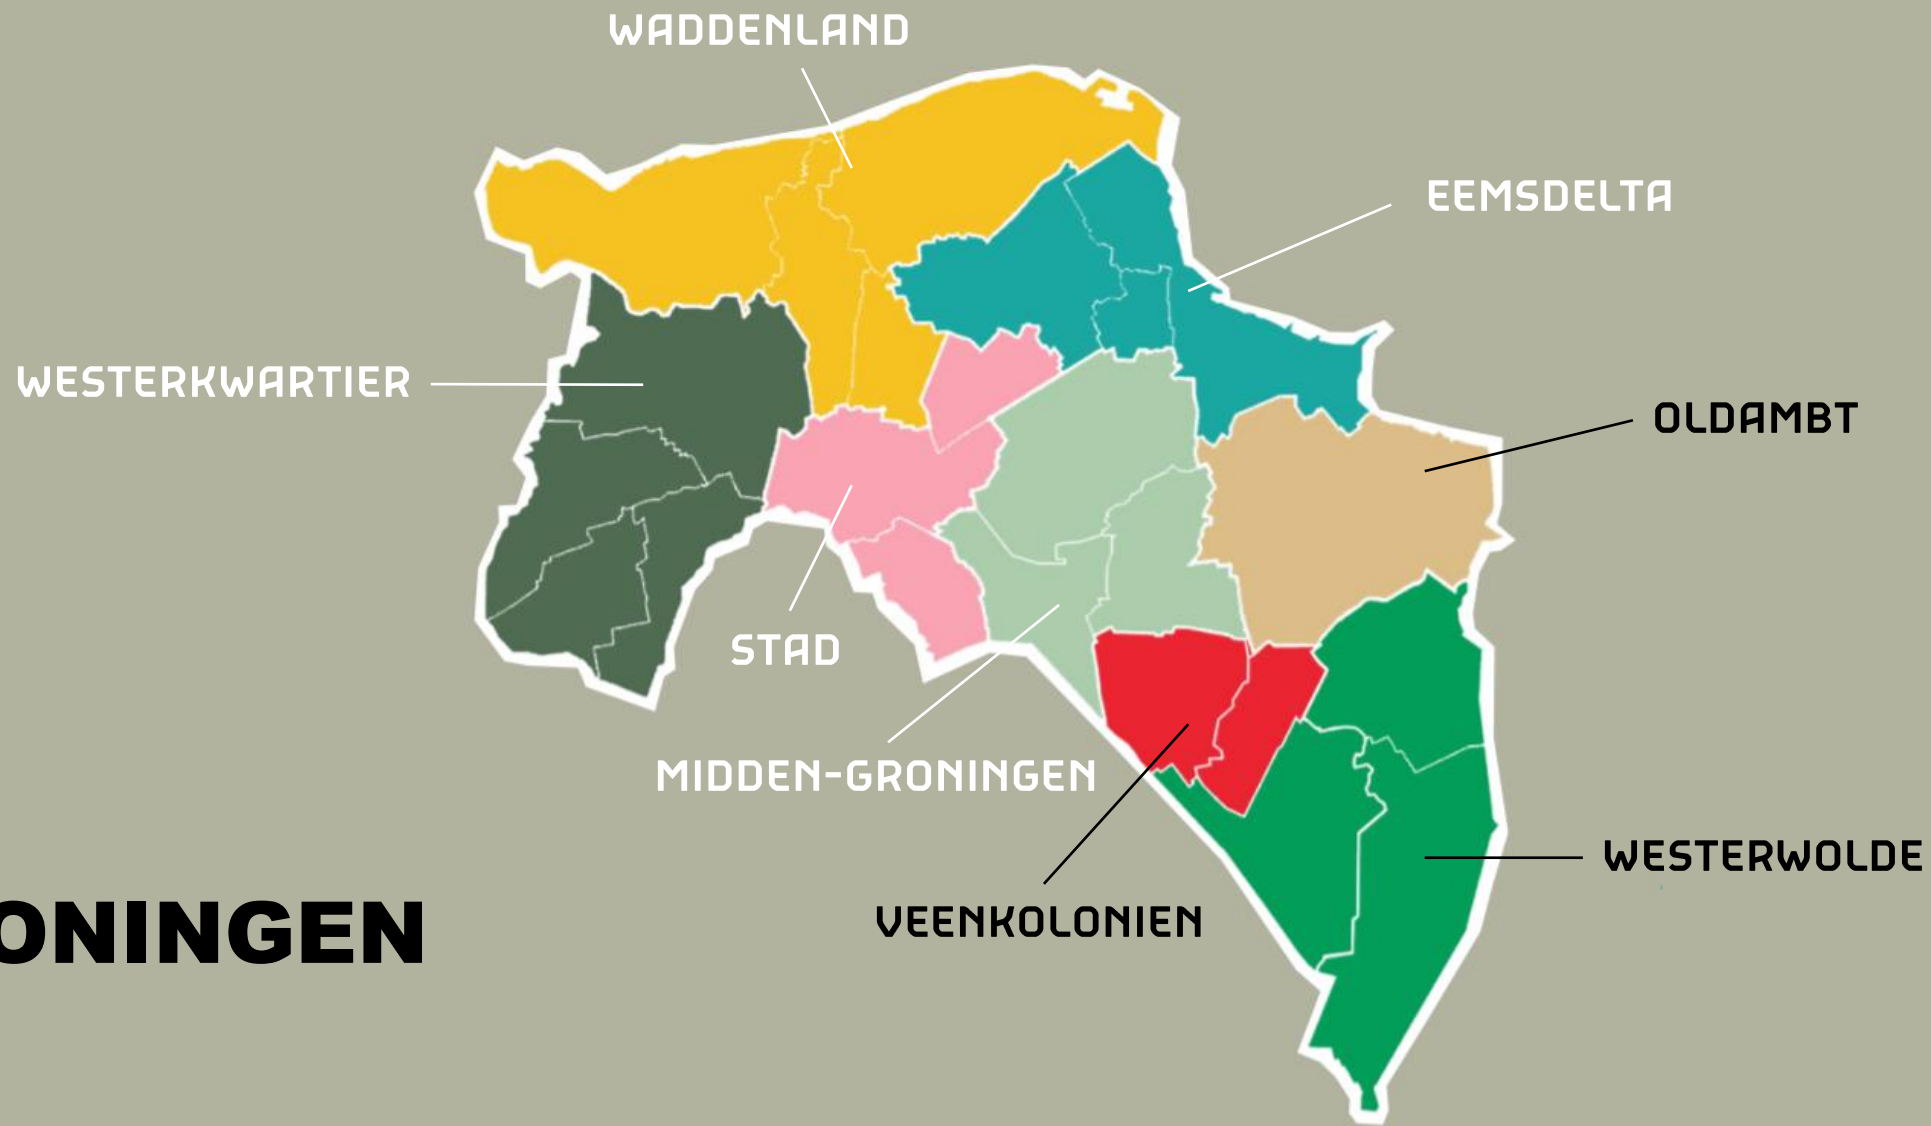 WADDENLAND
EEMSDELTA
WESTERKWARTIER
OLDAMBT
STAD
MIDDEN-GRONINGEN
WESTERWOLDE
VEENKOLONIEN
ONINGEN